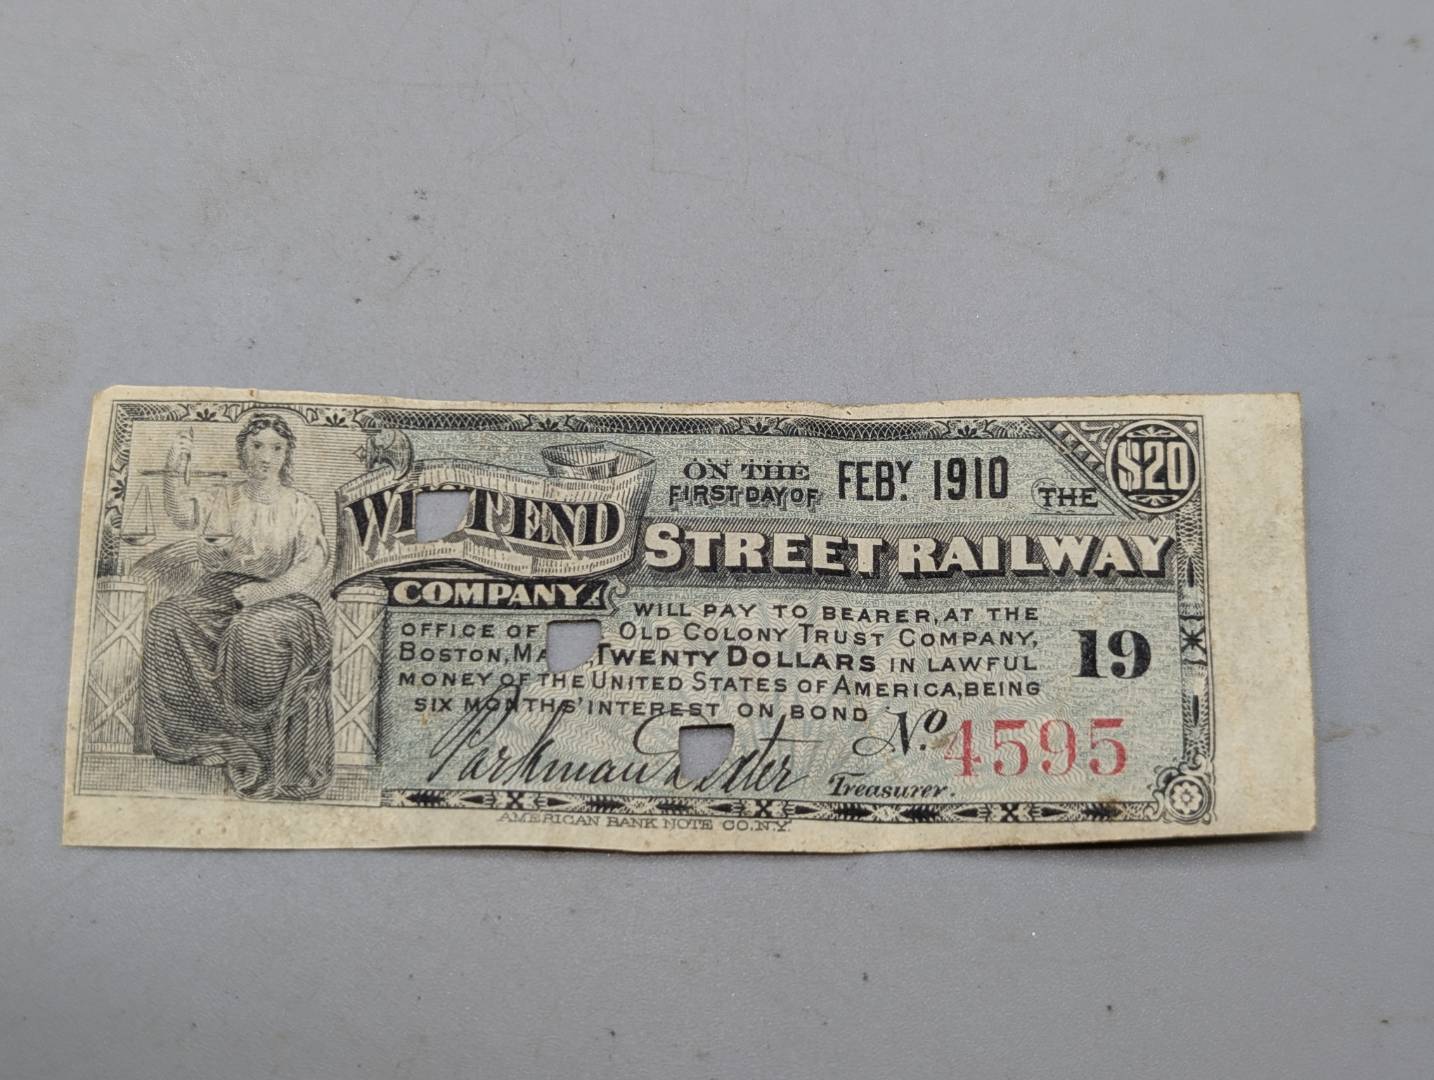 WEST END
ON THE
FIRST DAY OF FEBY. 1910 THE
$20
STREET RAILWAY
COMPANY,
WILL PAY TO BEARER, AT THE
OFFICE OF OLD COLONY TRUST COMPANY,
BOSTON, MA TWENTY DOLLARS IN LAWFUL
MONEY OF THE UNITED STATES OF AMERICA, BEING
SIX MONTHS' INTEREST ON BOND No. 4595
19
Parkman Dexter Treasurer.
AMERICAN BANK NOTE CO. N.Y.